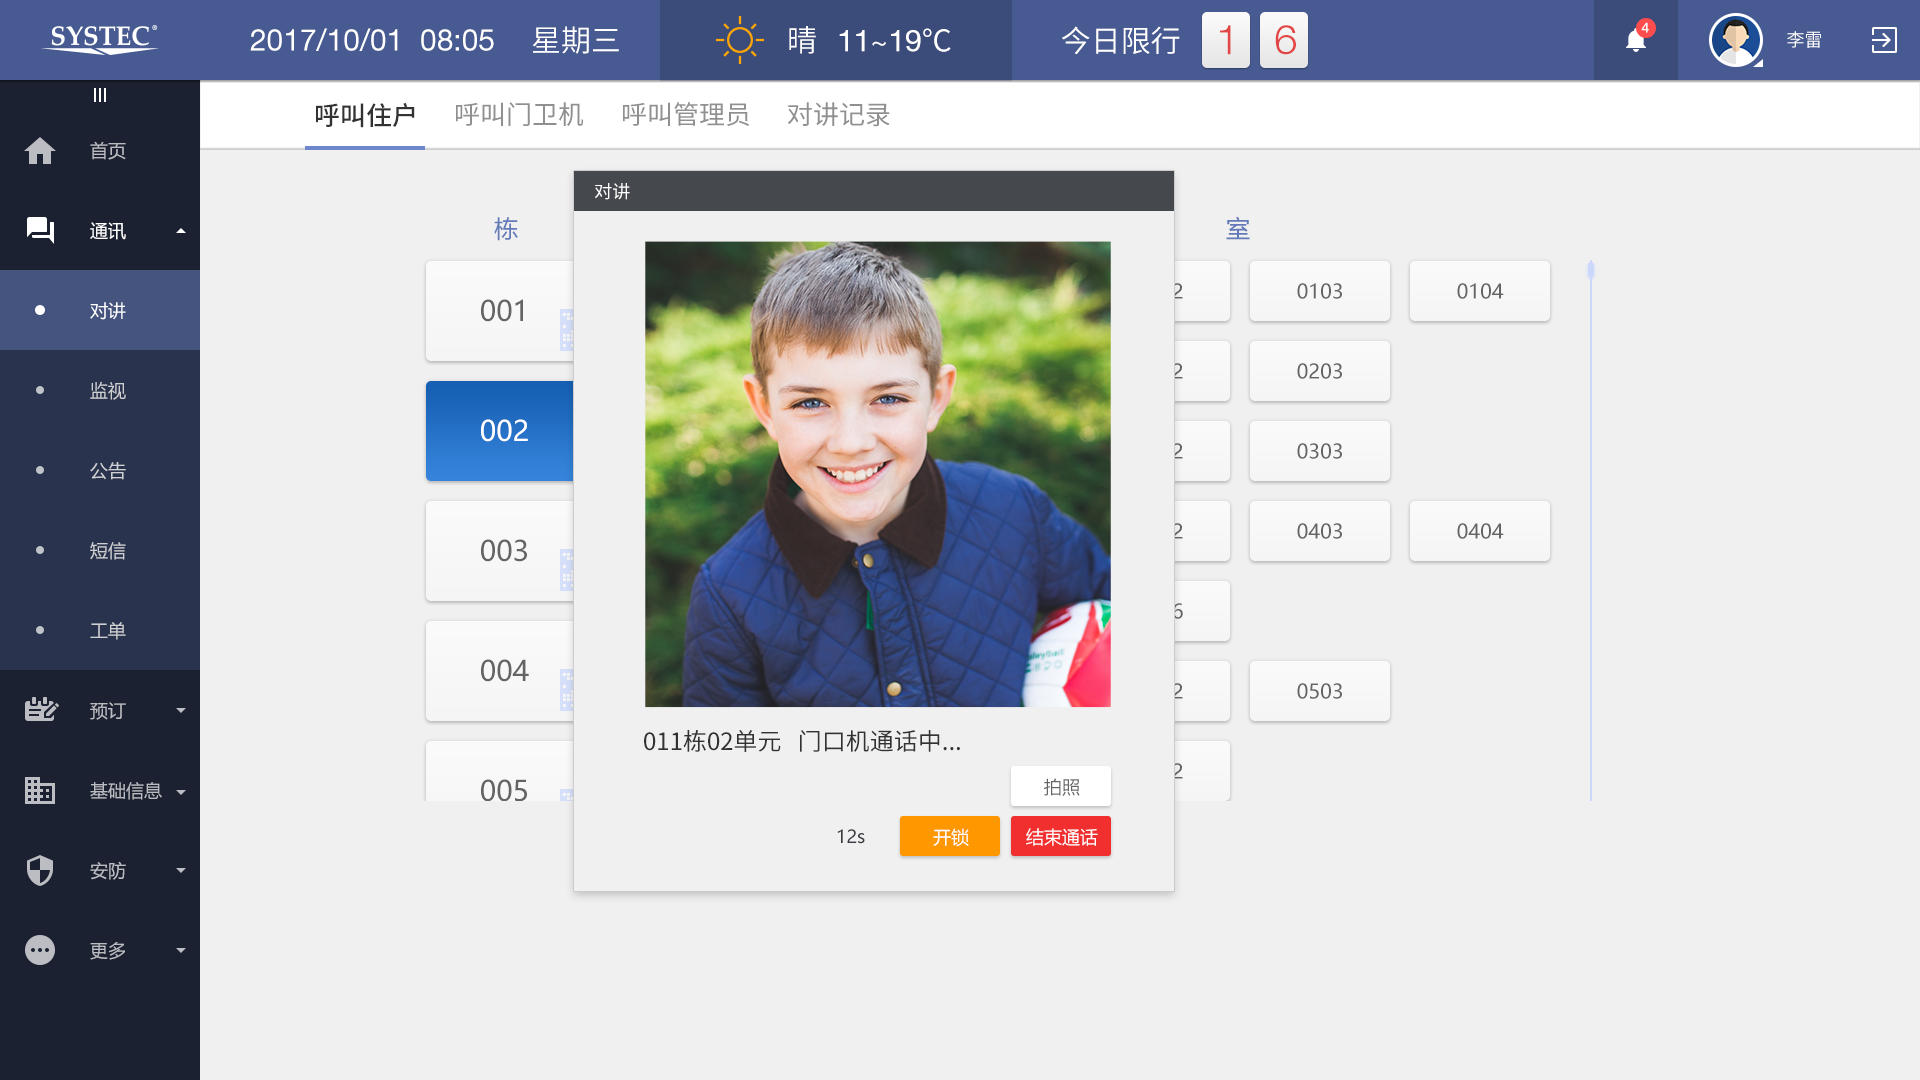 SYSTEC®
2017/10/01 08:05 星期三
晴 11~19℃
今日限行 1 6
4
李雷
呼叫住户 呼叫门卫机 呼叫管理员 对讲记录
首页
通讯
对讲
监视
公告
短信
工单
预订
基础信息
安防
更多
栋
001
002
003
004
005
室
2 0103 0104
2 0203
2 0303
2 0403 0404
6
2 0503
2
对讲
011栋02单元 门口机通话中...
拍照
12s 开锁 结束通话